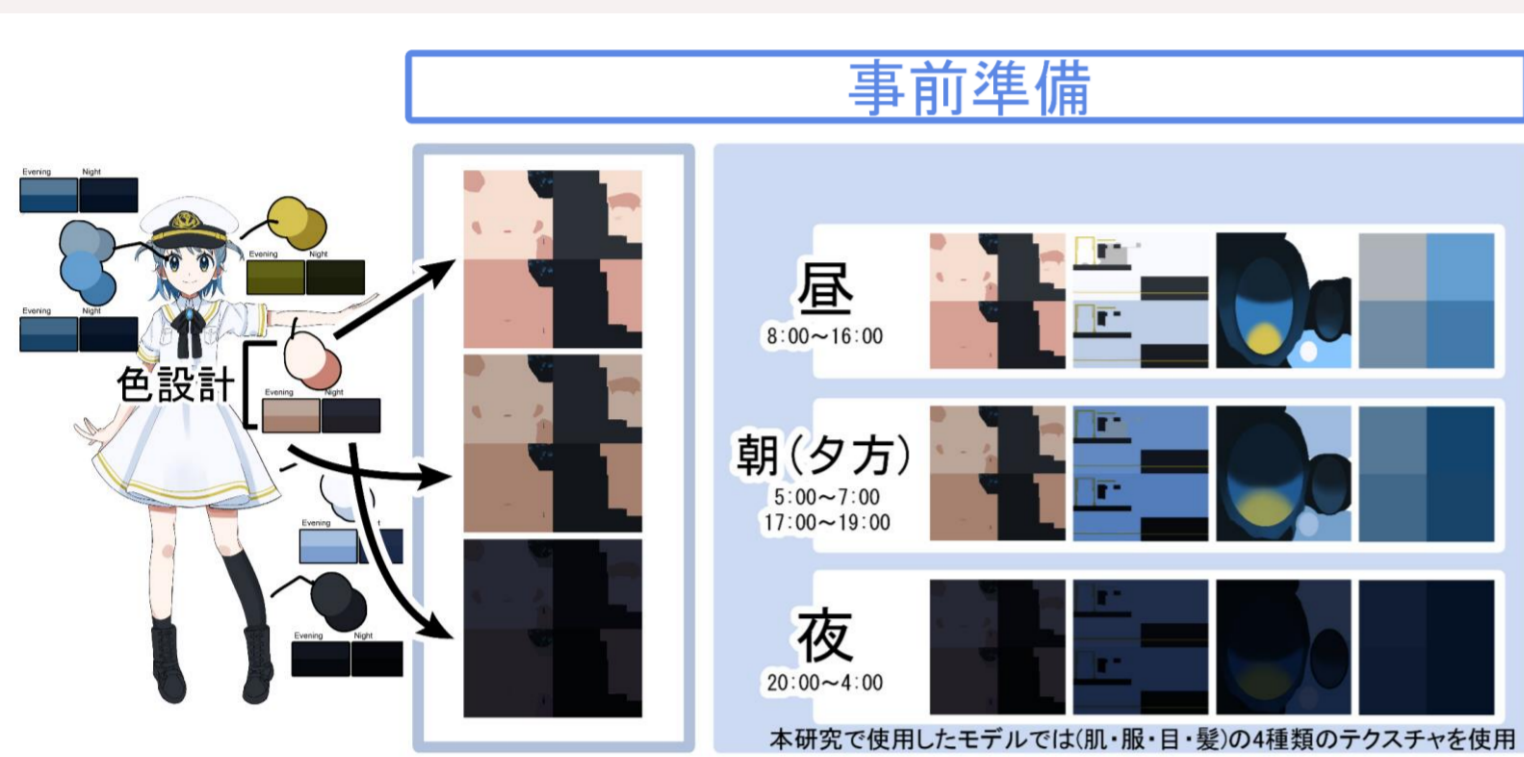 事前準備
Evening Night
Evening Night
Evening Night
色設計
Evening Night
Evening
Evening Night
昼
8:00～16:00
朝(夕方)
5:00～7:00
17:00～19:00
夜
20:00～4:00
本研究で使用したモデルでは(肌・服・目・髪)の4種類のテクスチャを使用